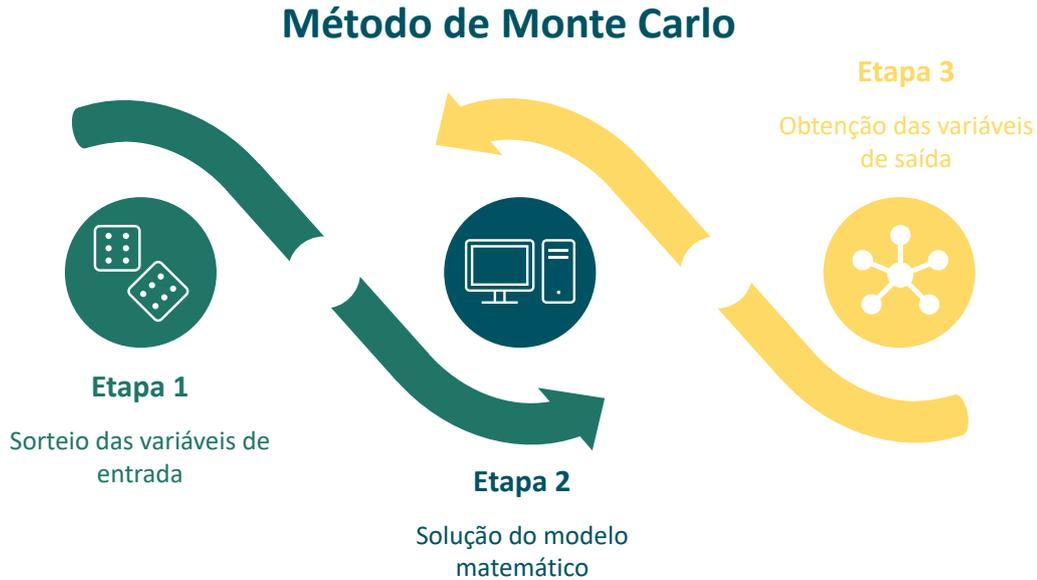 Método de Monte Carlo
Etapa 1
Sorteio das variáveis de
entrada
Etapa 2
Solução do modelo
matemático
Etapa 3
Obtenção das variáveis
de saída